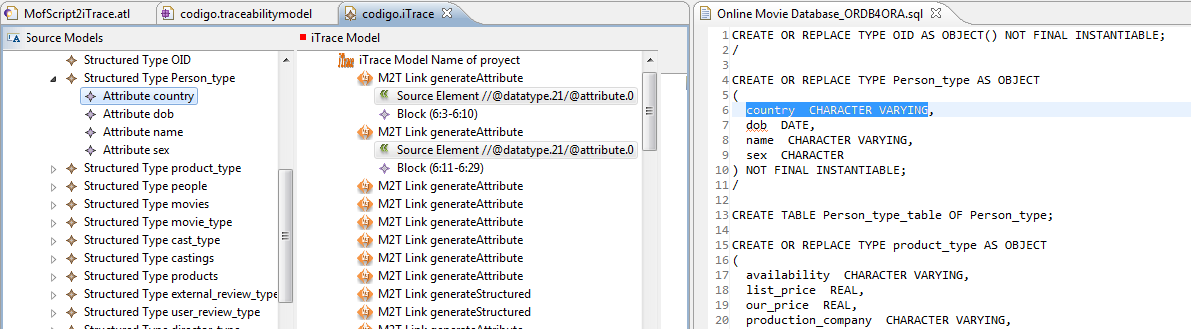 MofScript2iTrace.atl
codigo.traceabilitymodel
codigo.iTrace
Source Models
Structured Type OID
Structured Type Person_type
Attribute country
Attribute dob
Attribute name
Attribute sex
Structured Type product_type
Structured Type people
Structured Type movies
Structured Type movie_type
Structured Type cast_type
Structured Type castings
Structured Type products
Structured Type external_review_type
Structured Type user_review_type
Structured Type director_type
iTrace Model
iTrace Model Name of proyect
M2T Link generateAttribute
Source Element //@datatype.21/@attribute.0
Block (6:3-6:10)
M2T Link generateAttribute
Source Element //@datatype.21/@attribute.0
Block (6:11-6:29)
M2T Link generateAttribute
M2T Link generateAttribute
M2T Link generateAttribute
M2T Link generateAttribute
M2T Link generateAttribute
M2T Link generateAttribute
M2T Link generateStructured
M2T Link generateStructured
M2T Link generateAttribute
Online Movie Database_ORDB4ORA.sql
1 CREATE OR REPLACE TYPE OID AS OBJECT() NOT FINAL INSTANTIABLE;
2 /
3
4 CREATE OR REPLACE TYPE Person_type AS OBJECT
5 (
6 country CHARACTER VARYING,
7 dob DATE,
8 name CHARACTER VARYING,
9 sex CHARACTER
10 ) NOT FINAL INSTANTIABLE;
11 /
12
13 CREATE TABLE Person_type_table OF Person_type;
14
15 CREATE OR REPLACE TYPE product_type AS OBJECT
16 (
17 availability CHARACTER VARYING,
18 list_price REAL,
19 our_price REAL,
20 production_company CHARACTER VARYING,